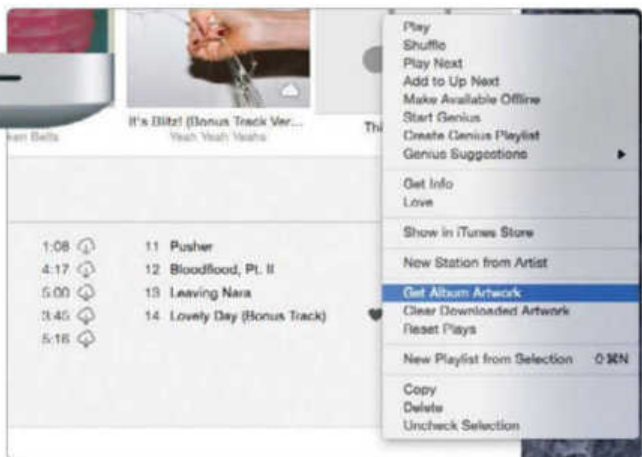 ken Bells
It's Blitz! (Bonus Track Ver...
Yeah Yeah Yeahs
Thi
1:08
4:17
5:00
3:45
5:16
11 Pusher
12 Bloodflood, Pt. II
13 Leaving Nara
14 Lovely Day (Bonus Track)
Play
Shuffle
Play Next
Add to Up Next
Make Available Offline
Start Genius
Create Genius Playlist
Genius Suggestions
Get Info
Love
Show in iTunes Store
New Station from Artist
Get Album Artwork
Clear Downloaded Artwork
Reset Plays
New Playlist from Selection ⇧⌘N
Copy
Delete
Uncheck Selection